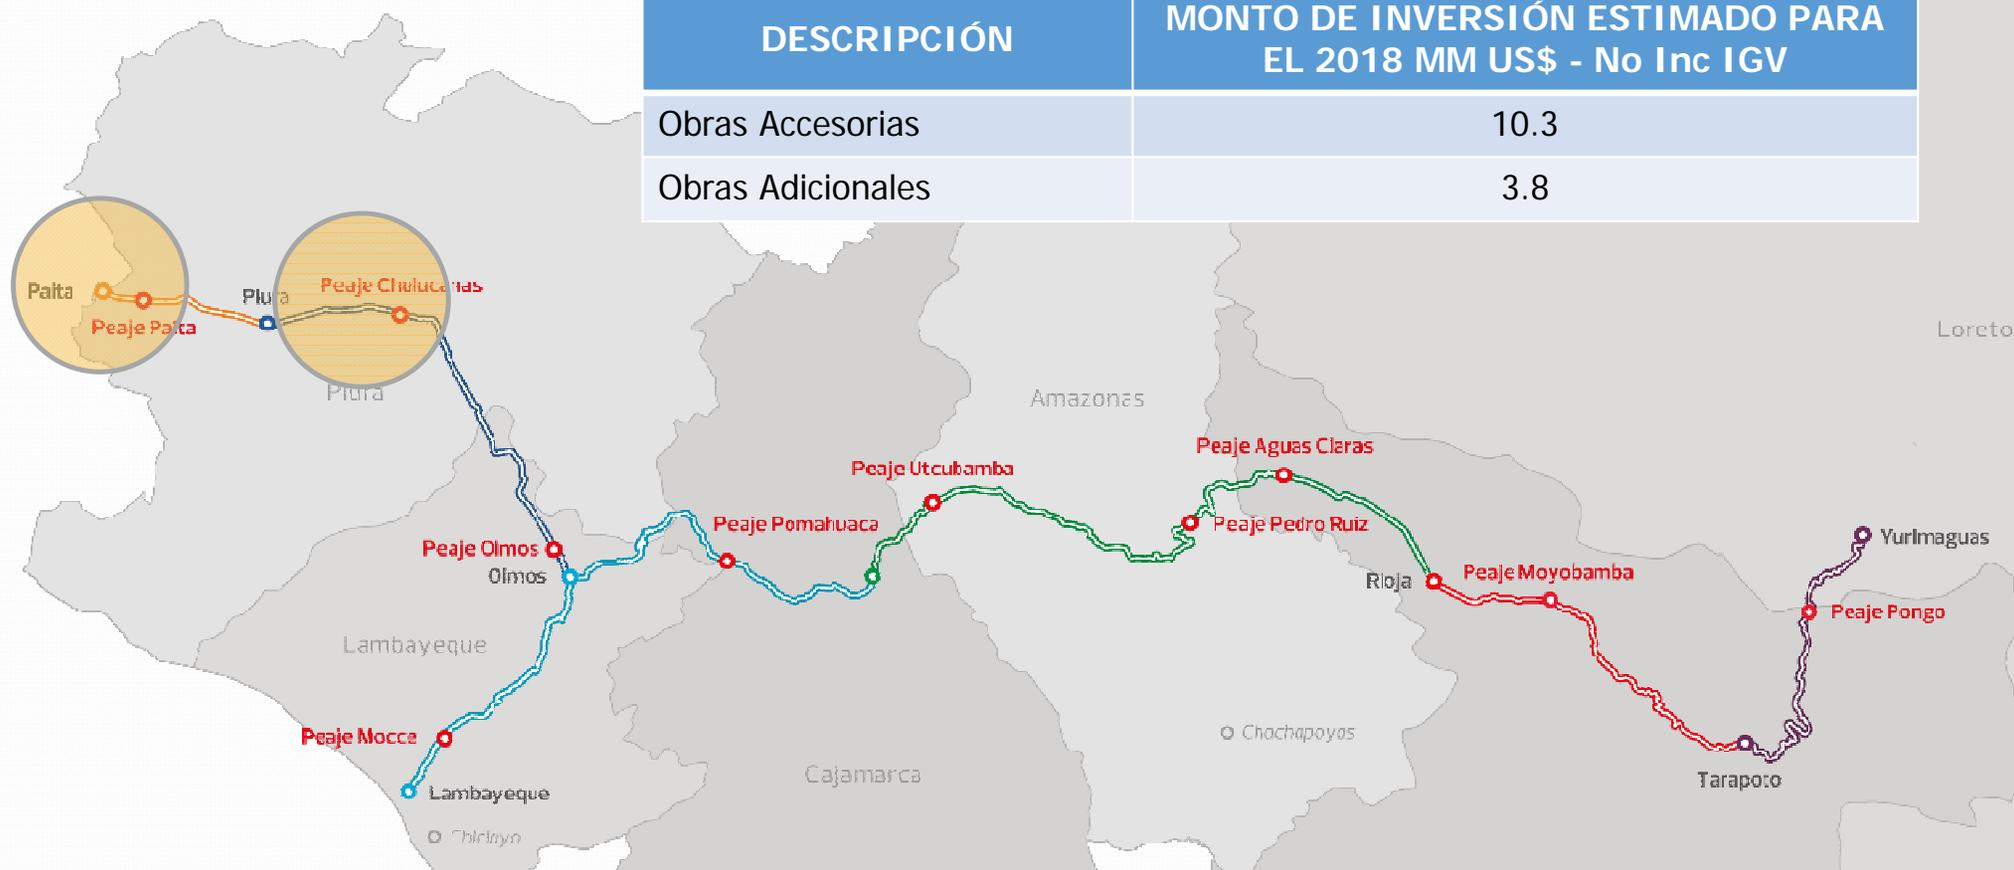 DESCRIPCIÓN
MONTO DE INVERSIÓN ESTIMADO PARA
EL 2018 MM US$ - No Inc IGV
Obras Accesorias
10.3
Obras Adicionales
3.8
Paita
Peaje Paita
Piura
Peaje Chulucanas
Piura
Loreto
Amazonas
Peaje Aguas Claras
Peaje Utcubamba
Peaje Pomahuaca
Peaje Pedro Ruiz
Peaje Olmos
Olmos
Rioja
Peaje Moyobamba
Yurimaguas
Peaje Pongo
Lambayeque
Peaje Mocce
Chachapoyas
Cajamarca
Tarapoto
Lambayeque
Chiclayo